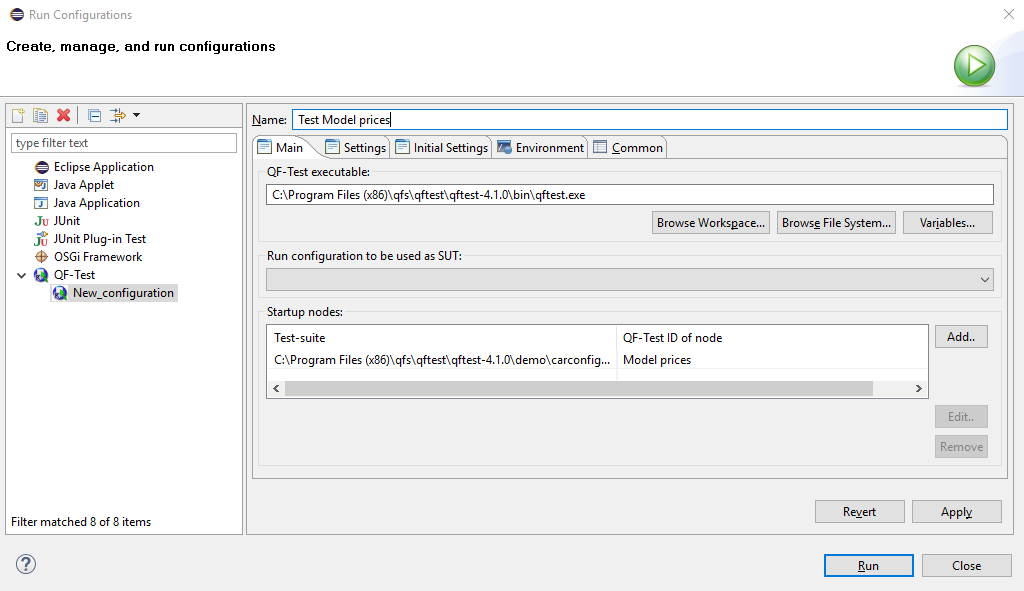 Run Configurations
Create, manage, and run configurations
type filter text
Eclipse Application
Java Applet
Java Application
JUnit
JUnit Plug-in Test
OSGi Framework
QF-Test
New_configuration
Filter matched 8 of 8 items
Name: Test Model prices
Main Settings Initial Settings Environment Common
QF-Test executable:
C:\Program Files (x86)\qfs\qftest\qftest-4.1.0\bin\qftest.exe
Browse Workspace... Browse File System... Variables...
Run configuration to be used as SUT:
Startup nodes:
Test-suite QF-Test ID of node
C:\Program Files (x86)\qfs\qftest\qftest-4.1.0\demo\carconfig... Model prices
Add..
Edit..
Remove
Revert Apply
Run Close